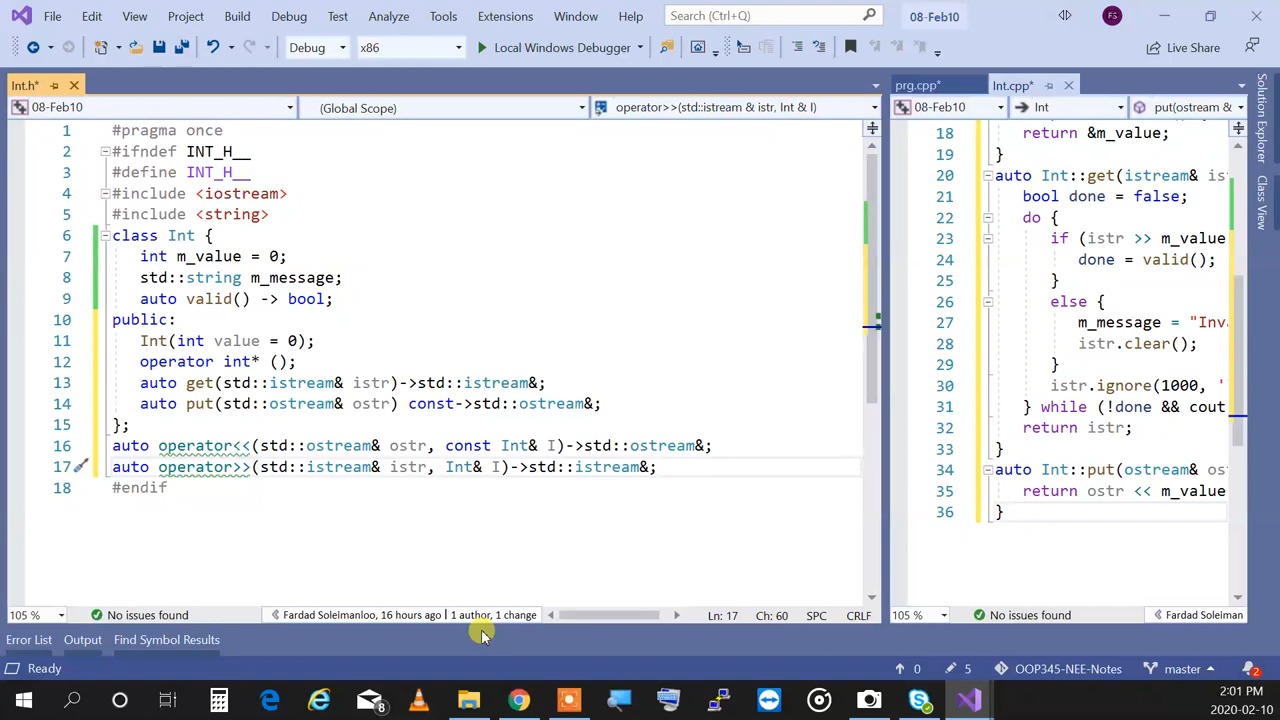 File Edit View Project Build Debug Test Analyze Tools Extensions Window Help Search (Ctrl+Q) 08-Feb10 FS
Debug x86 Local Windows Debugger Live Share
Int.h*
08-Feb10 (Global Scope) operator>>(std::istream & istr, Int & I)
1 #pragma once
2 #ifndef INT_H__
3 #define INT_H__
4 #include <iostream>
5 #include <string>
6 class Int {
7 int m_value = 0;
8 std::string m_message;
9 auto valid() -> bool;
10 public:
11 Int(int value = 0);
12 operator int* ();
13 auto get(std::istream& istr)->std::istream&;
14 auto put(std::ostream& ostr) const->std::ostream&;
15 };
16 auto operator<<(std::ostream& ostr, const Int& I)->std::ostream&;
17 auto operator>>(std::istream& istr, Int& I)->std::istream&;
18 #endif
105 % No issues found Fardad Soleimanloo, 16 hours ago | 1 author, 1 change Ln: 17 Ch: 60 SPC CRLF
prg.cpp* Int.cpp*
08-Feb10 Int put(ostream &
18 return &m_value;
19 }
20 auto Int::get(istream& is
21 bool done = false;
22 do {
23 if (istr >> m_value
24 done = valid();
25 }
26 else {
27 m_message = "Inv
28 istr.clear();
29 }
30 istr.ignore(1000, '
31 } while (!done && cout
32 return istr;
33 }
34 auto Int::put(ostream& os
35 return ostr << m_value
36 }
105 % No issues found Fardad Soleiman
Solution Explorer
Class View
Error List Output Find Symbol Results
Ready 0 5 OOP345-NEE-Notes master 2
8
2:01 PM
2020-02-10